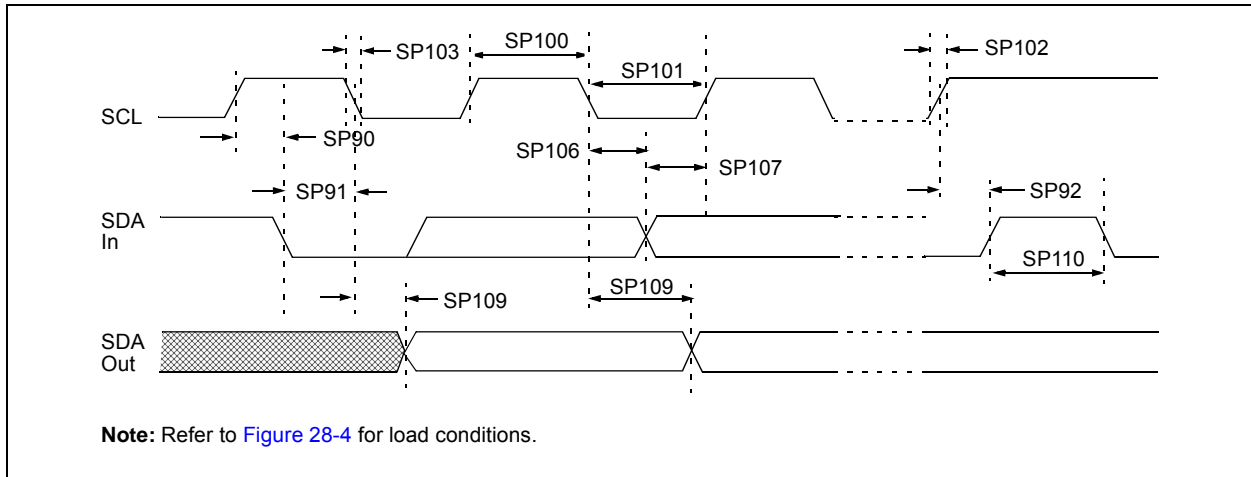 SP103
SP100
SP102
SP101
SCL
SP90
SP106
SP107
SP91
SP92
SDA
In
SP110
SP109
SP109
SDA
Out
Note: Refer to Figure 28-4 for load conditions.